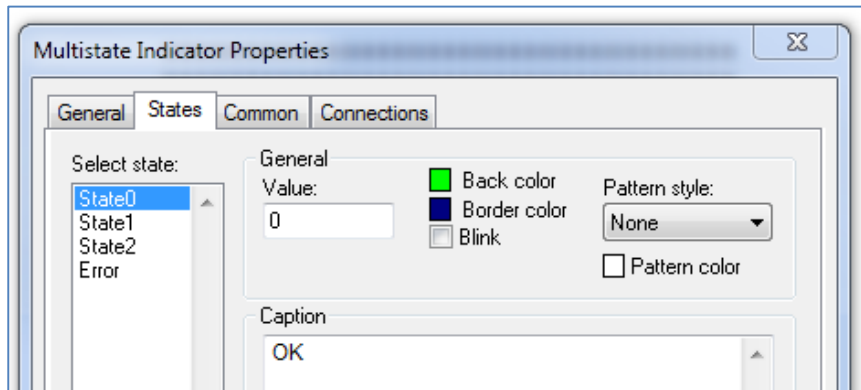 Multistate Indicator Properties
General States Common Connections
Select state:
State0
State1
State2
Error
General
Value:
0
Back color
Border color
Blink
Pattern style:
None
Pattern color
Caption
OK